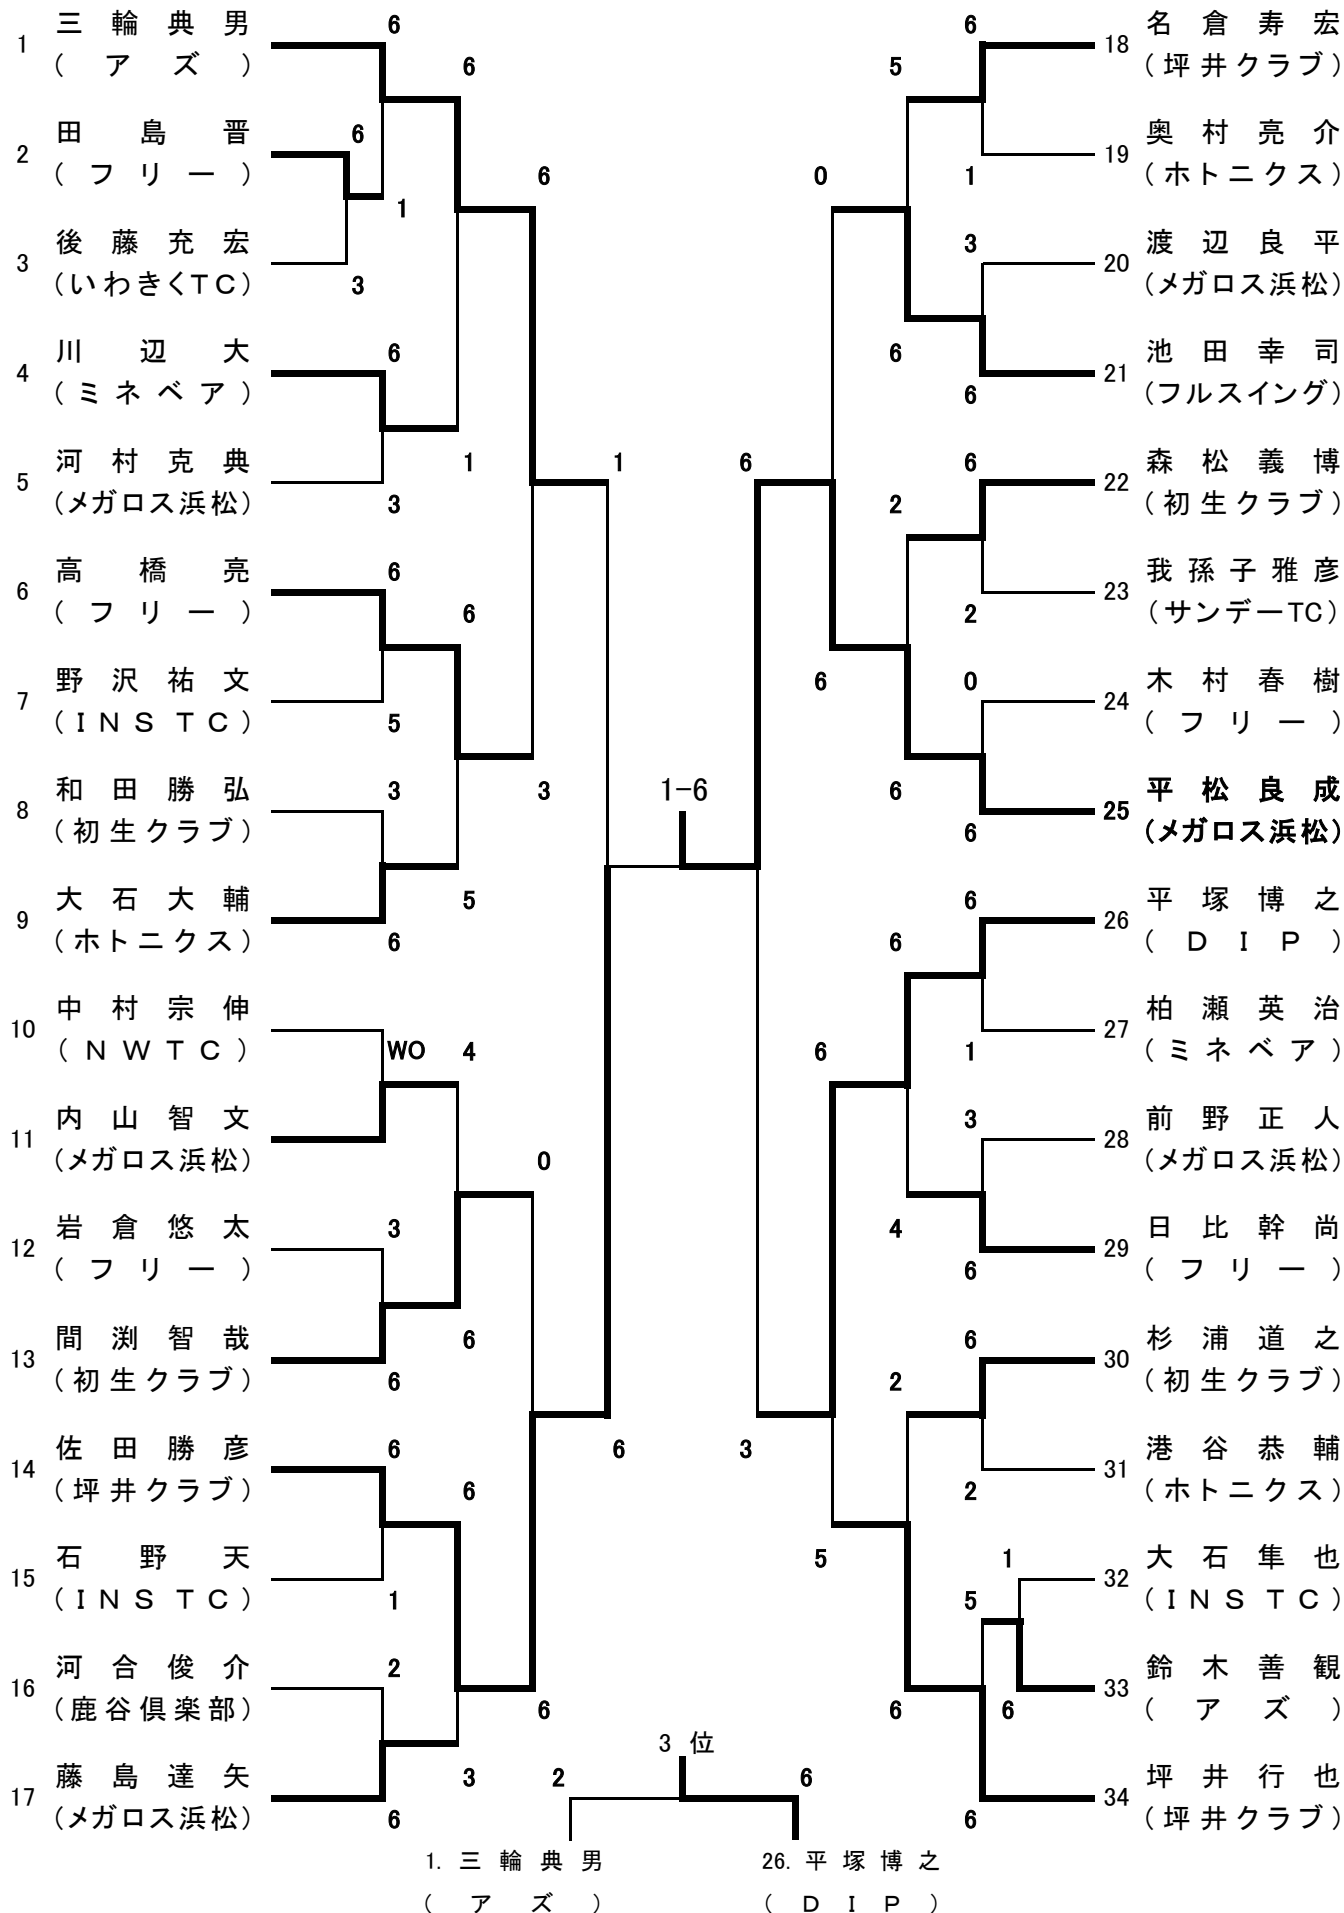 1 三輪典男
(アズ)
2 田島晋
(フリー)
3 後藤充宏
(いわきくTC)
4 川辺大
(ミネベア)
5 河村克典
(メガロス浜松)
6 高橋亮
(フリー)
7 野沢祐文
(INSTC)
8 和田勝弘
(初生クラブ)
9 大石大輔
(ホトニクス)
10 中村宗伸
(NWTC)
11 内山智文
(メガロス浜松)
12 岩倉悠太
(フリー)
13 間渕智哉
(初生クラブ)
14 佐田勝彦
(坪井クラブ)
15 石野天
(INSTC)
16 河合俊介
(鹿谷倶楽部)
17 藤島達矢
(メガロス浜松)
6
6
6
1
3
6
3
6
5
3
6
WO
3
6
6
1
2
6
6
1
6
5
4
6
6
3
6
3
0
6
1
6
1-6
6
3
0
6
6
5
5
6
2
6
6
4
2
6
6
1
3
6
6
2
0
6
6
1
3
6
6
2
5
1
6
6
18 名倉寿宏
(坪井クラブ)
19 奥村亮介
(ホトニクス)
20 渡辺良平
(メガロス浜松)
21 池田幸司
(フルスイング)
22 森松義博
(初生クラブ)
23 我孫子雅彦
(サンデーTC)
24 木村春樹
(フリー)
25 平松良成
(メガロス浜松)
26 平塚博之
(DIP)
27 柏瀬英治
(ミネベア)
28 前野正人
(メガロス浜松)
29 日比幹尚
(フリー)
30 杉浦道之
(初生クラブ)
31 港谷恭輔
(ホトニクス)
32 大石隼也
(INSTC)
33 鈴木善観
(アズ)
34 坪井行也
(坪井クラブ)
3位
2 6
1. 三輪典男 26. 平塚博之
(アズ) (DIP)